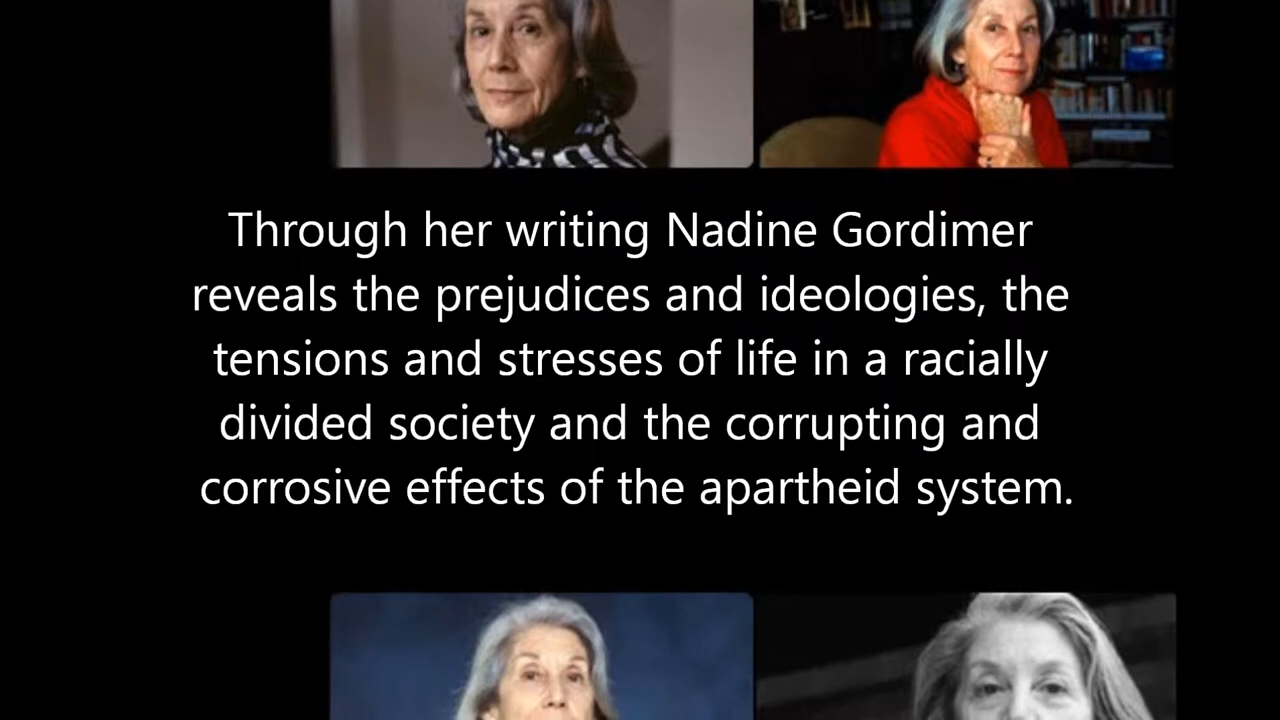 Through her writing Nadine Gordimer
reveals the prejudices and ideologies, the
tensions and stresses of life in a racially
divided society and the corrupting and
corrosive effects of the apartheid system.